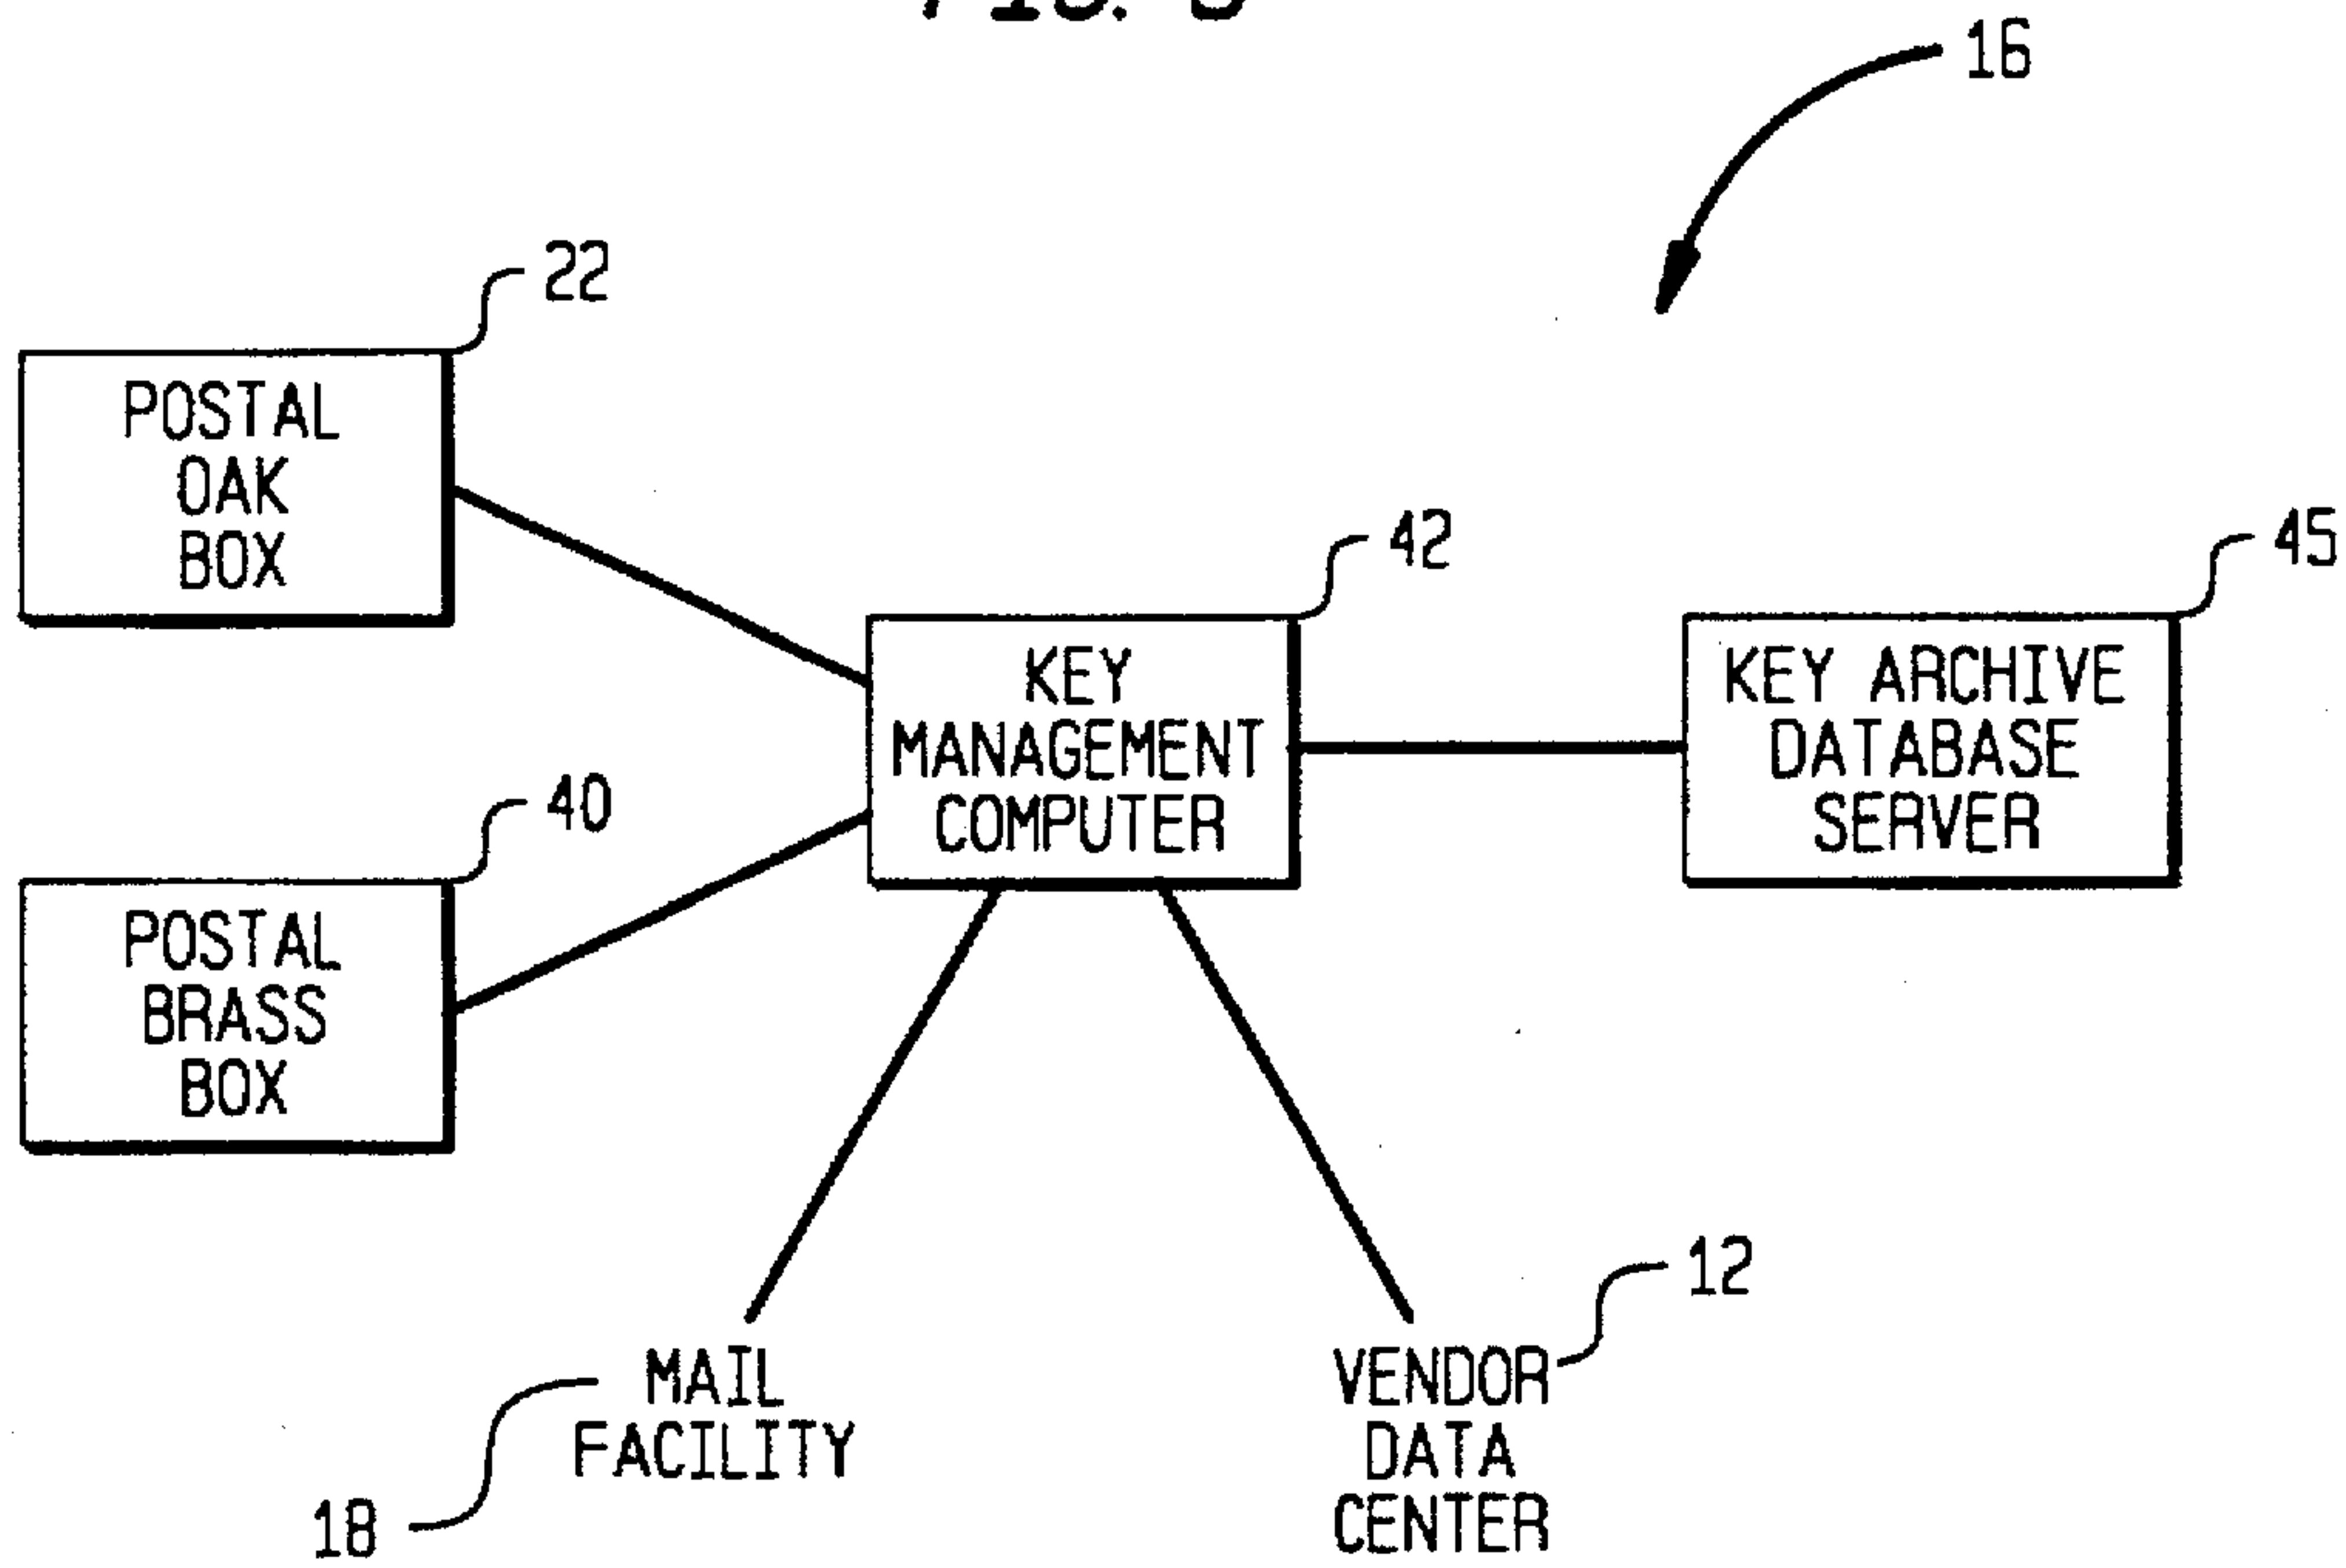 16
22
POSTAL
OAK
BOX
42
KEY
MANAGEMENT
COMPUTER
45
KEY ARCHIVE
DATABASE
SERVER
40
POSTAL
BRASS
BOX
12
MAIL
FACILITY
18
VENDOR
DATA
CENTER